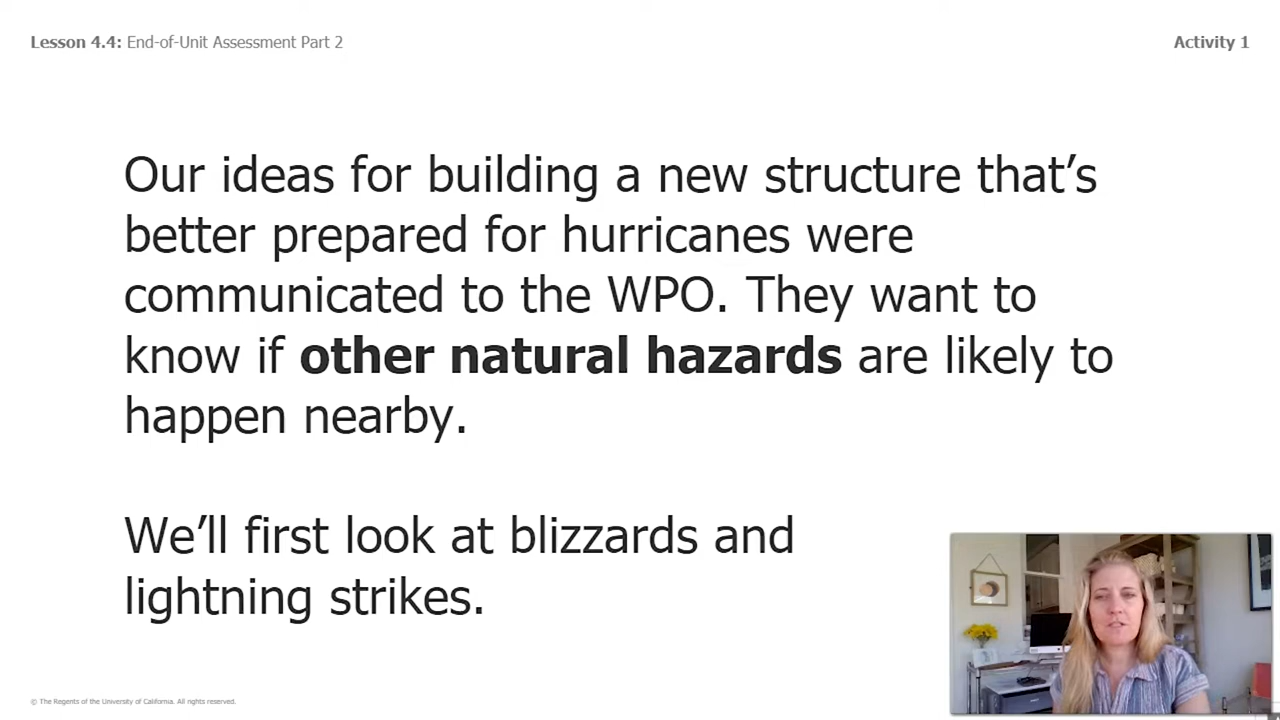 Lesson 4.4: End-of-Unit Assessment Part 2
Activity 1
Our ideas for building a new structure that’s
better prepared for hurricanes were
communicated to the WPO. They want to
know if other natural hazards are likely to
happen nearby.
We’ll first look at blizzards and
lightning strikes.
© The Regents of the University of California. All rights reserved.